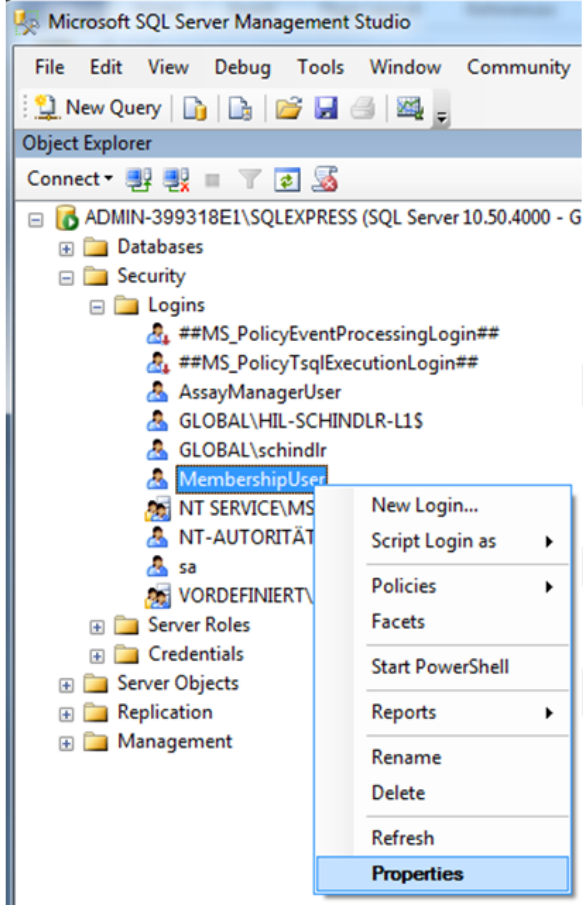 Microsoft SQL Server Management Studio
File Edit View Debug Tools Window Community
New Query
Object Explorer
Connect
ADMIN-399318E1\SQLEXPRESS (SQL Server 10.50.4000 - G
Databases
Security
Logins
##MS_PolicyEventProcessingLogin##
##MS_PolicyTsqlExecutionLogin##
AssayManagerUser
GLOBAL\HIL-SCHINDLR-L1$
GLOBAL\schindlr
MembershipUser
NT SERVICE\MS
NT-AUTORITÄT
sa
VORDEFINIERT\
Server Roles
Credentials
Server Objects
Replication
Management
New Login...
Script Login as
Policies
Facets
Start PowerShell
Reports
Rename
Delete
Refresh
Properties